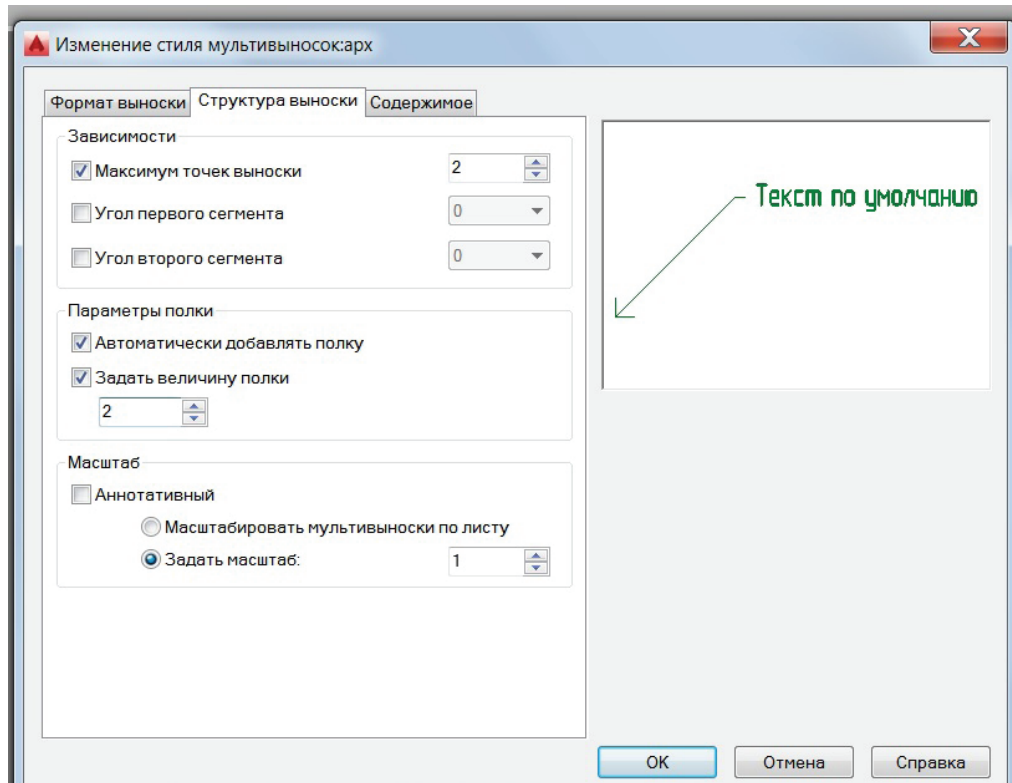 Изменение стиля мультивыносок:арх
Формат выноски Структура выноски Содержимое
Зависимости
Максимум точек выноски 2
Угол первого сегмента 0
Угол второго сегмента 0
Параметры полки
Автоматически добавлять полку
Задать величину полки
2
Масштаб
Аннотативный
Масштабировать мультивыноски по листу
Задать масштаб: 1
Текст по умолчанию
ОК Отмена Справка